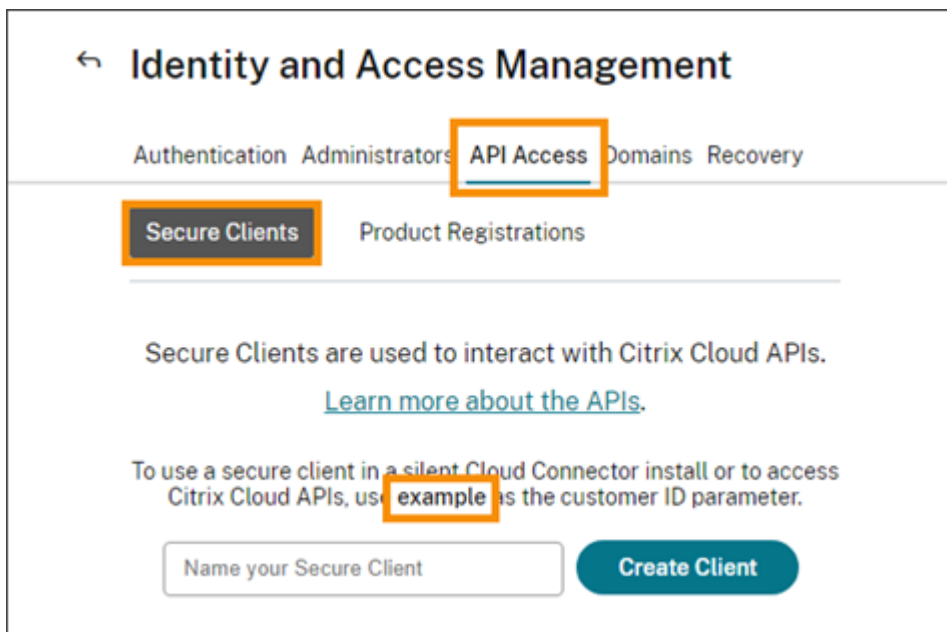 Identity and Access Management
Authentication Administrators API Access Domains Recovery
Secure Clients Product Registrations
Secure Clients are used to interact with Citrix Cloud APIs.
Learn more about the APIs.
To use a secure client in a silent Cloud Connector install or to access
Citrix Cloud APIs, use example as the customer ID parameter.
Name your Secure Client Create Client